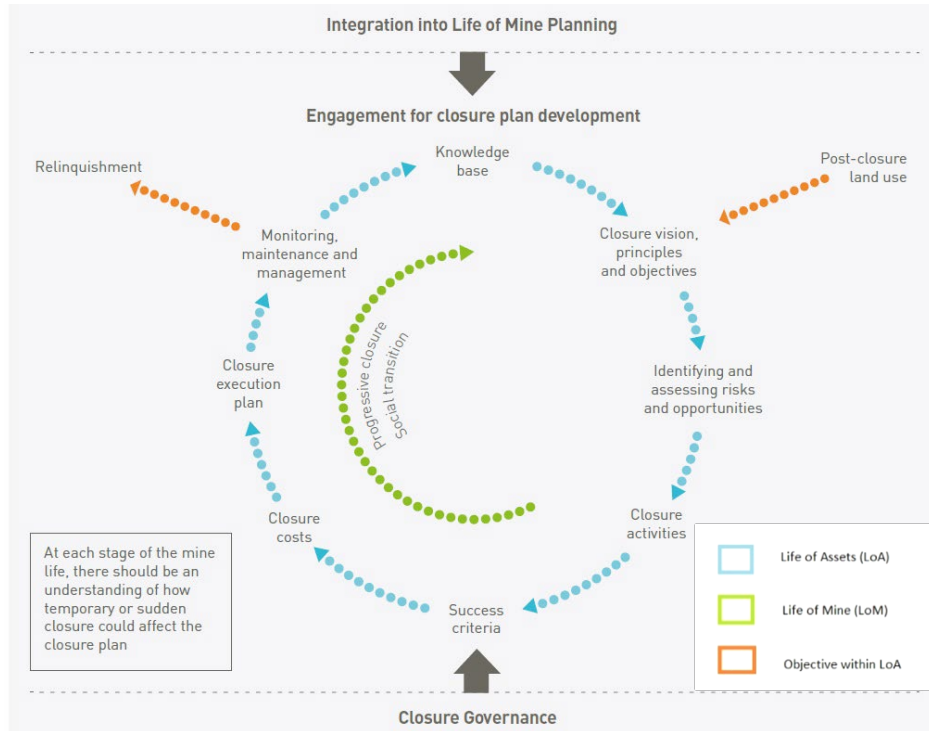 Integration into Life of Mine Planning
Engagement for closure plan development
Knowledge
base
Relinquishment
Post-closure
land use
Monitoring,
maintenance and
management
Closure vision,
principles
and objectives
Progressive closure
Social transition
Closure
execution
plan
Identifying and
assessing risks
and opportunities
Closure
costs
Closure
activities
Success
criteria
At each stage of the mine
life, there should be an
understanding of how
temporary or sudden
closure could affect the
closure plan
Life of Assets (LoA)
Life of Mine (LoM)
Objective within LoA
Closure Governance